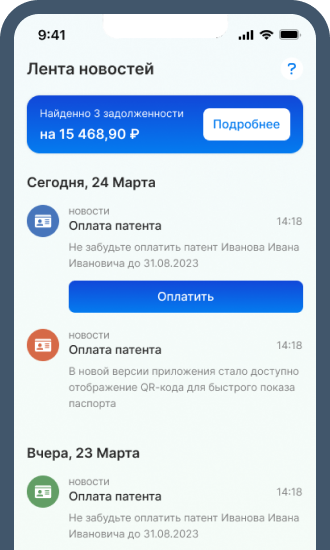 9:41
Лента новостей
?
Найденно 3 задолженности
на 15 468,90 ₽
Подробнее
Сегодня, 24 Марта
НОВОСТИ
Оплата патента
14:18
Не забудьте оплатить патент Иванова Ивана
Ивановича до 31.08.2023
Оплатить
НОВОСТИ
Оплата патента
14:18
В новой версии приложения стало доступно
отображение QR-кода для быстрого показа
паспорта
Вчера, 23 Марта
НОВОСТИ
Оплата патента
14:18
Не забудьте оплатить патент Иванова Ивана
Ивановича до 31.08.2023